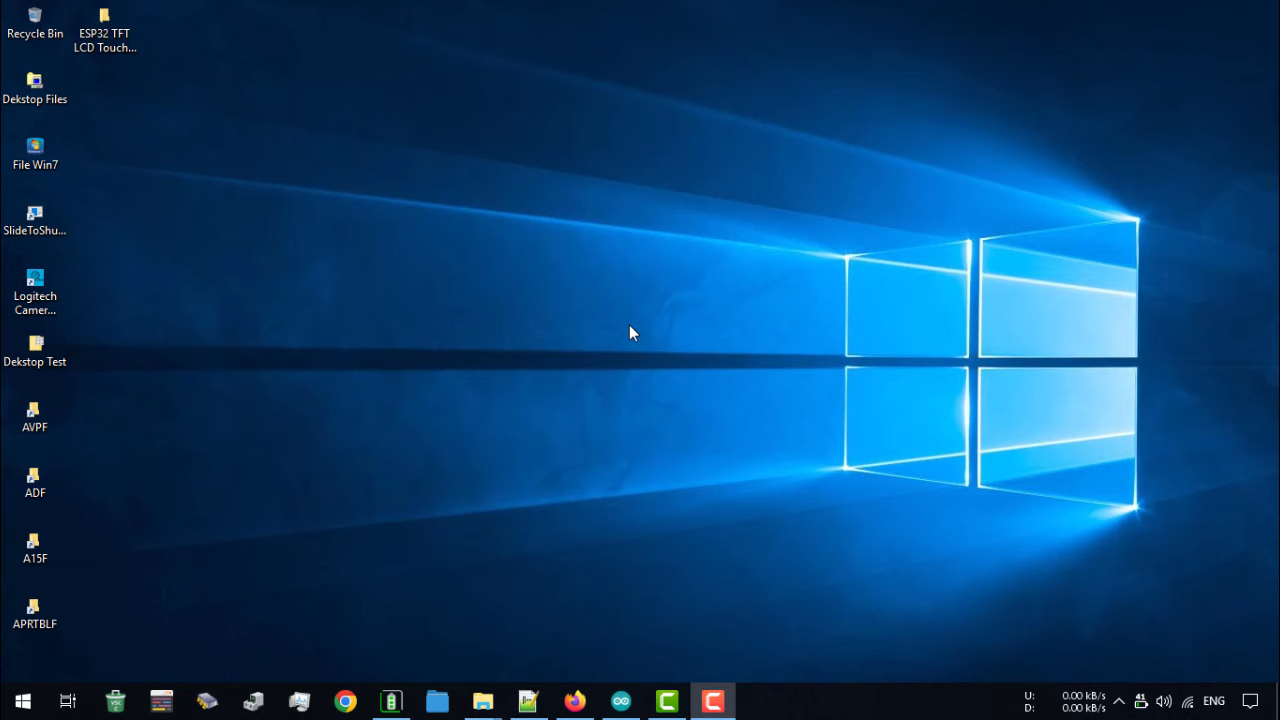 Recycle Bin
ESP32 TFT
LCD Touch...
Dekstop Files
File Win7
SlideToShu...
Logitech
Camer...
Dekstop Test
AVPF
ADF
A15F
APRTBLF
U: 0.00 kB/s
D: 0.00 kB/s
41
ENG